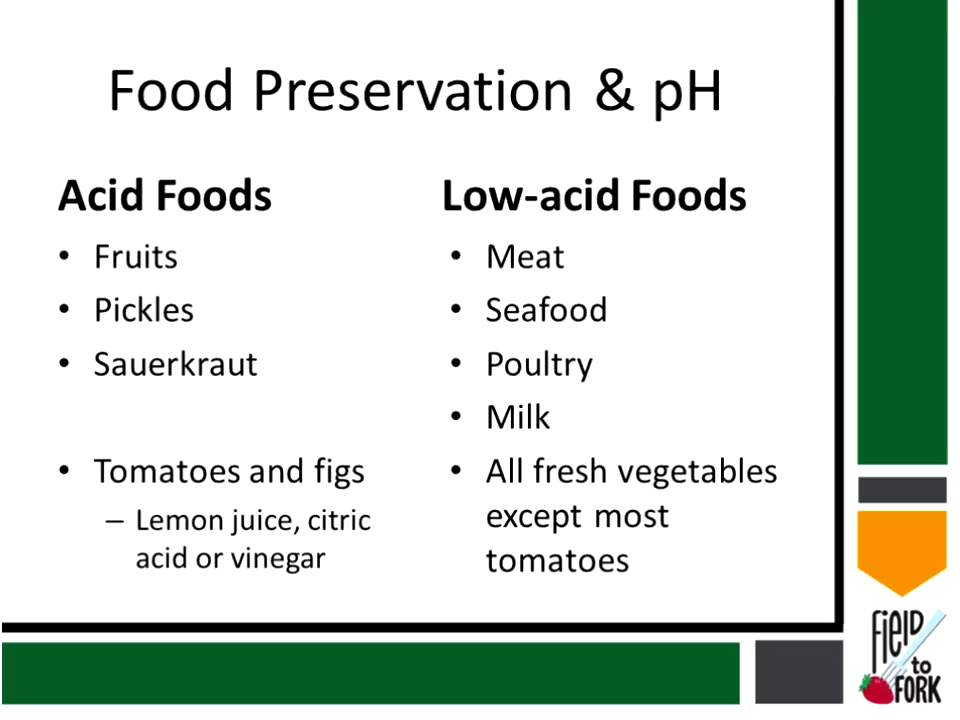 Food Preservation & pH
Acid Foods
• Fruits
• Pickles
• Sauerkraut
• Tomatoes and figs
– Lemon juice, citric
acid or vinegar
Low-acid Foods
• Meat
• Seafood
• Poultry
• Milk
• All fresh vegetables
except most
tomatoes
FiELD
to
FORK